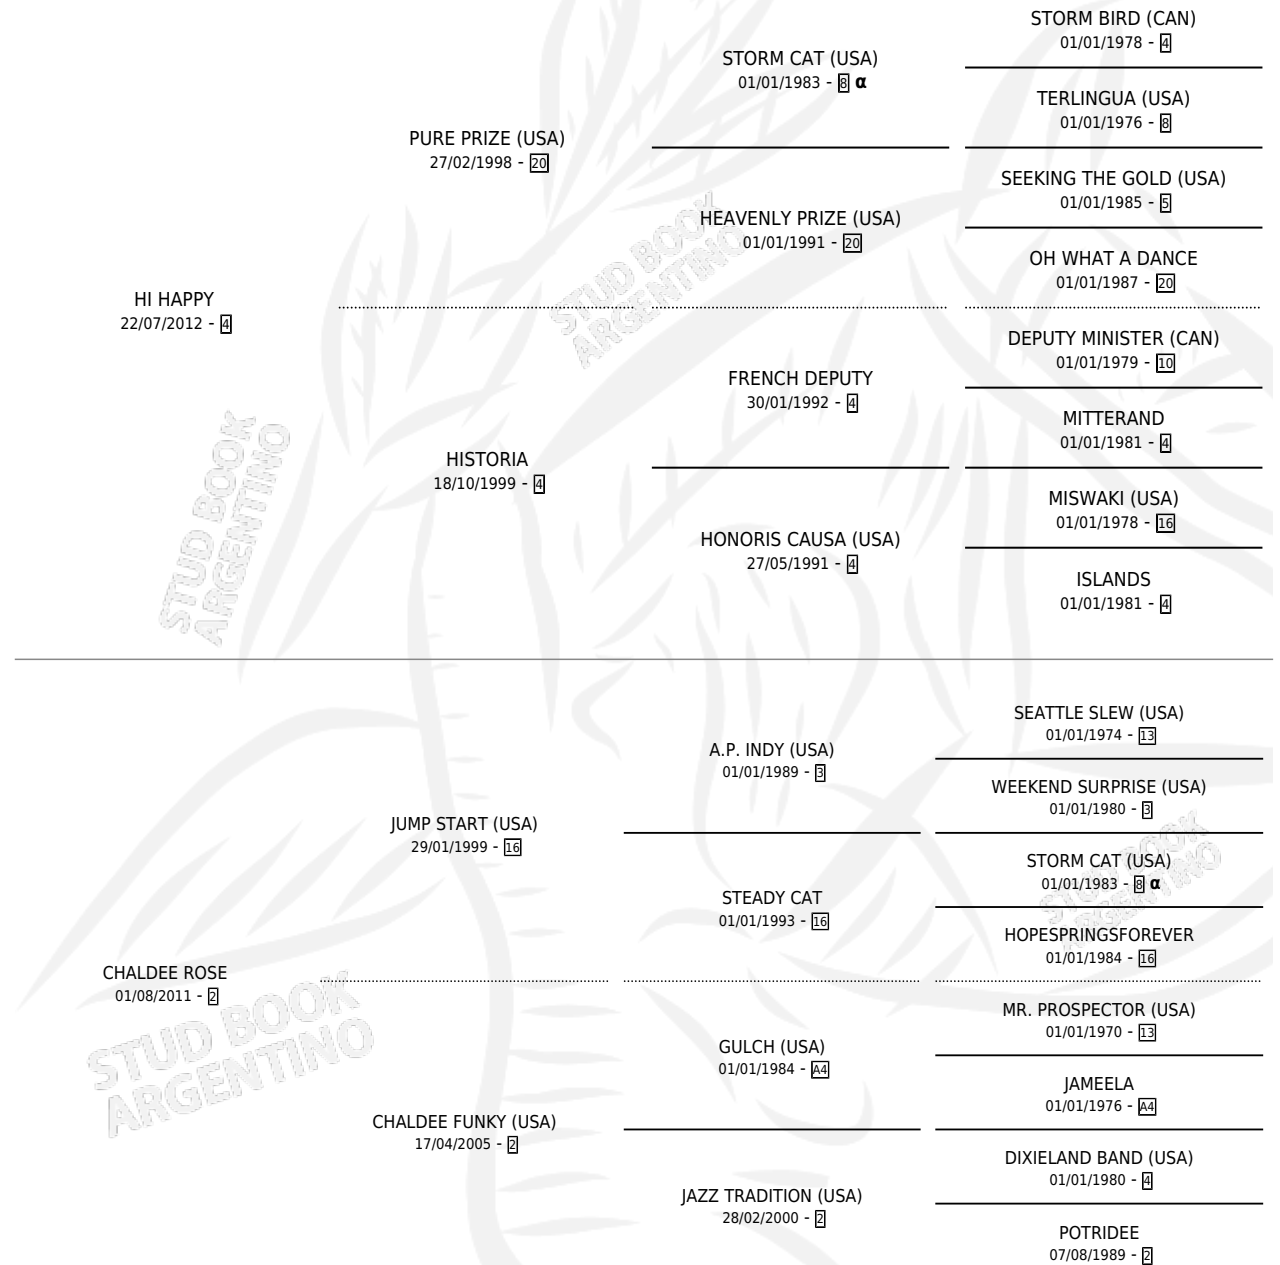 STORM BIRD (CAN)
01/01/1978 - 4
STORM CAT (USA)
01/01/1983 - 8 α
TERLINGUA (USA)
01/01/1976 - 8
PURE PRIZE (USA)
27/02/1998 - 20
SEEKING THE GOLD (USA)
01/01/1985 - 5
HEAVENLY PRIZE (USA)
01/01/1991 - 20
OH WHAT A DANCE
01/01/1987 - 20
HI HAPPY
22/07/2012 - 4
DEPUTY MINISTER (CAN)
01/01/1979 - 10
FRENCH DEPUTY
30/01/1992 - 4
MITTERAND
01/01/1981 - 4
HISTORIA
18/10/1999 - 4
MISWAKI (USA)
01/01/1978 - 16
HONORIS CAUSA (USA)
27/05/1991 - 4
ISLANDS
01/01/1981 - 4
SEATTLE SLEW (USA)
01/01/1974 - 13
A.P. INDY (USA)
01/01/1989 - 3
WEEKEND SURPRISE (USA)
01/01/1980 - 3
JUMP START (USA)
29/01/1999 - 16
STORM CAT (USA)
01/01/1983 - 8 α
STEADY CAT
01/01/1993 - 16
HOPESPRINGSFOREVER
01/01/1984 - 16
CHALDEE ROSE
01/08/2011 - 2
MR. PROSPECTOR (USA)
01/01/1970 - 13
GULCH (USA)
01/01/1984 - A4
JAMEELA
01/01/1976 - A4
CHALDEE FUNKY (USA)
17/04/2005 - 2
DIXIELAND BAND (USA)
01/01/1980 - 4
JAZZ TRADITION (USA)
28/02/2000 - 2
POTRIDEE
07/08/1989 - 2
STUD BOOK
ARGENTINO
STUD BOOK
ARGENTINO
STUD BOOK
ARGENTINO
STUD BOOK
ARGENTINO